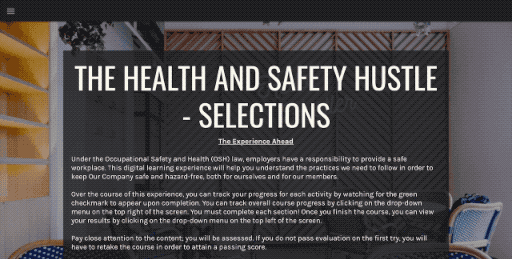 THE HEALTH AND SAFETY HUSTLE
- SELECTIONS
The Experience Ahead
Under the Occupational Safety and Health (OSH) law, employers have a responsibility to provide a safe
workplace. This digital learning experience will help you understand the practices we need to follow in order to
keep Our Company safe and hazard-free, both for ourselves and for our members.
Over the course of this experience, you can track your progress for each activity by watching for the green
checkmark to appear upon completion. You can track overall course progress by clicking on the drop-down
menu on the top right of the screen. You must complete each section! Once you finish the course, you can view
your results by clicking on the drop-down menu on the top left of the screen.
Pay close attention to the content; you will be assessed. If you do not pass evaluation on the first try, you will
have to retake the course in order to attain a passing score.